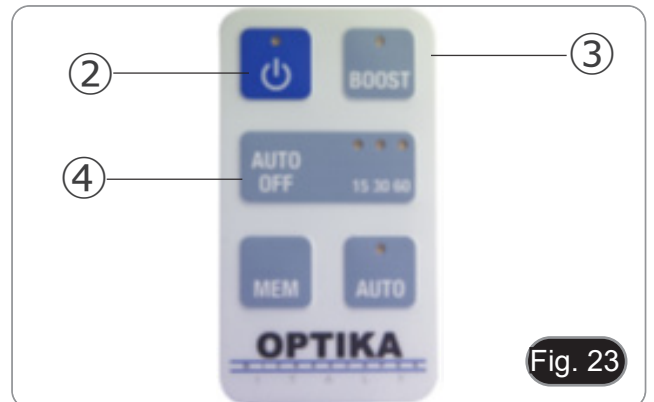 ②
③
BOOST
④
AUTO
OFF
15 30 60
MEM
AUTO
OPTIKA
I T A L Y
Fig. 23